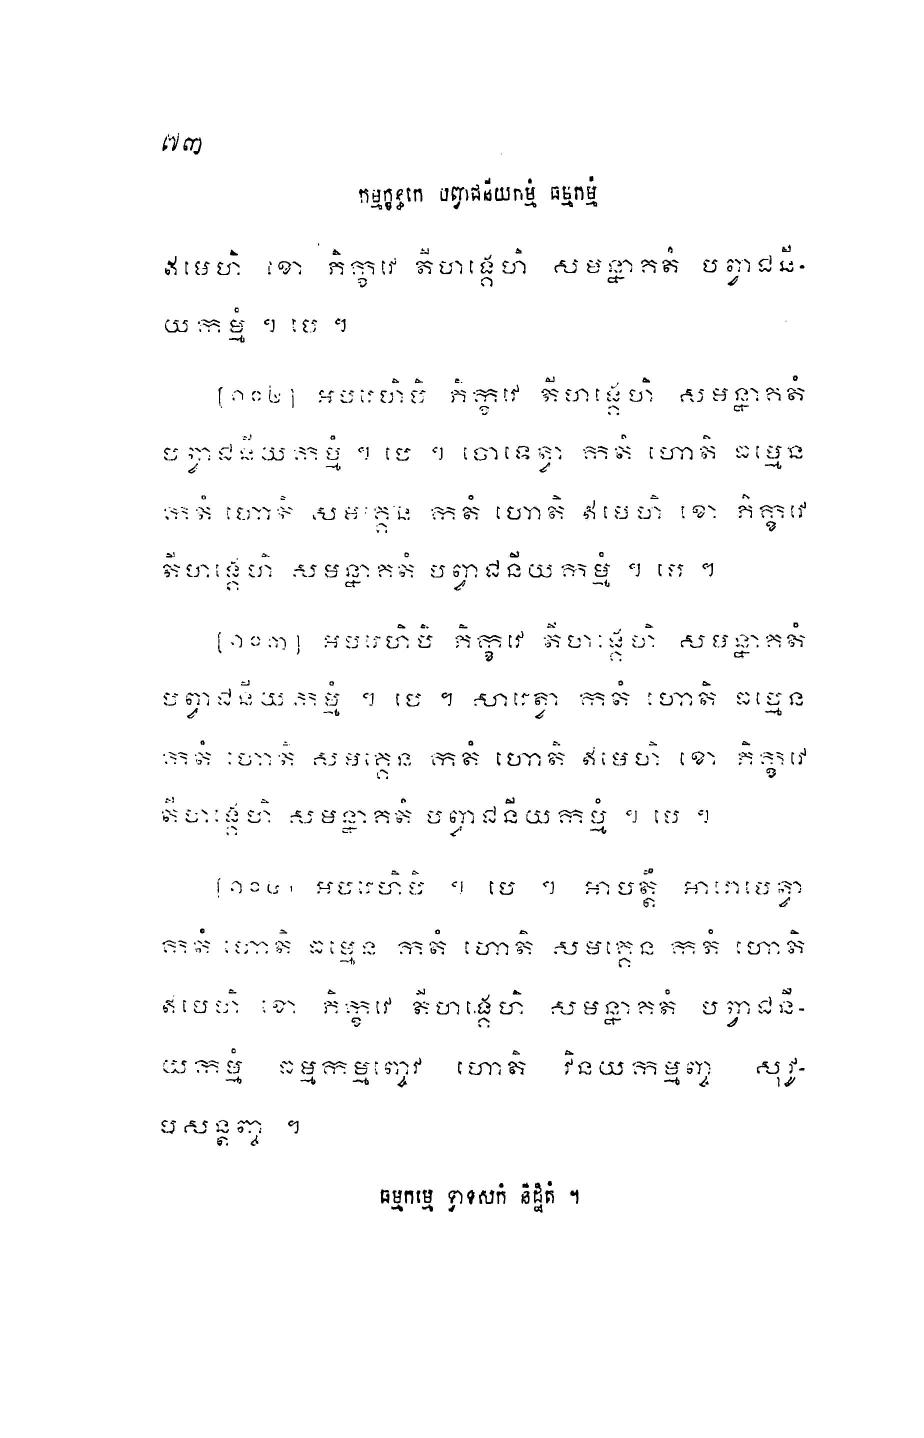 ៧៣
កម្មក្ខន្ធកេ បព្វាជនីយកម្មំ ធម្មកម្មំ
ឥមេហិ ខោ ភិក្ខវេ តីហង្គេហិ សមន្នាគតំ បព្វាជនី-
យកម្មំ ។ បេ ។
[១០២] អបរេហិបិ ភិក្ខវេ តីហង្គេហិ សមន្នាគតំ
បព្វាជនីយកម្មំ ។ បេ ។ ចោទេត្វា កតំ ហោតិ ធម្មេន
កតំ ហោតិ សមគ្គេន កតំ ហោតិ ឥមេហិ ខោ ភិក្ខវេ
តីហង្គេហិ សមន្នាគតំ បព្វាជនីយកម្មំ ។ បេ ។
[១០៣] អបរេហិបិ ភិក្ខវេ តីហង្គេហិ សមន្នាគតំ
បព្វាជនីយកម្មំ ។ បេ ។ សារេត្វា កតំ ហោតិ ធម្មេន
កតំ ហោតិ សមគ្គេន កតំ ហោតិ ឥមេហិ ខោ ភិក្ខវេ
តីហង្គេហិ សមន្នាគតំ បព្វាជនីយកម្មំ ។ បេ ។
[១០៤] អបរេហិបិ ។ បេ ។ អាបត្តឹ អារោបេត្វា
កតំ ហោតិ ធម្មេន កតំ ហោតិ សមគ្គេន កតំ ហោតិ
ឥមេហិ ខោ ភិក្ខវេ តីហង្គេហិ សមន្នាគតំ បព្វាជនី-
យកម្មំ ធម្មកម្មញ្ចេវ ហោតិ វិនយកម្មញ្ច សុវូ-
បសន្តញ្ច ។
ធម្មកម្មេ ទ្វាទសកំ និដ្ឋិតំ ។